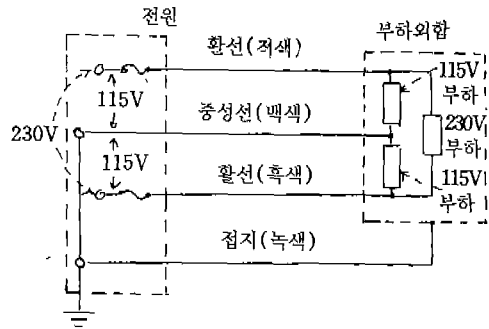 전원
부하외함
환선(적색)
115V
부하
115V
중성선(백색)
230V
230V
부하
115V
115V
부하
활선(흑색)
접지(녹색)